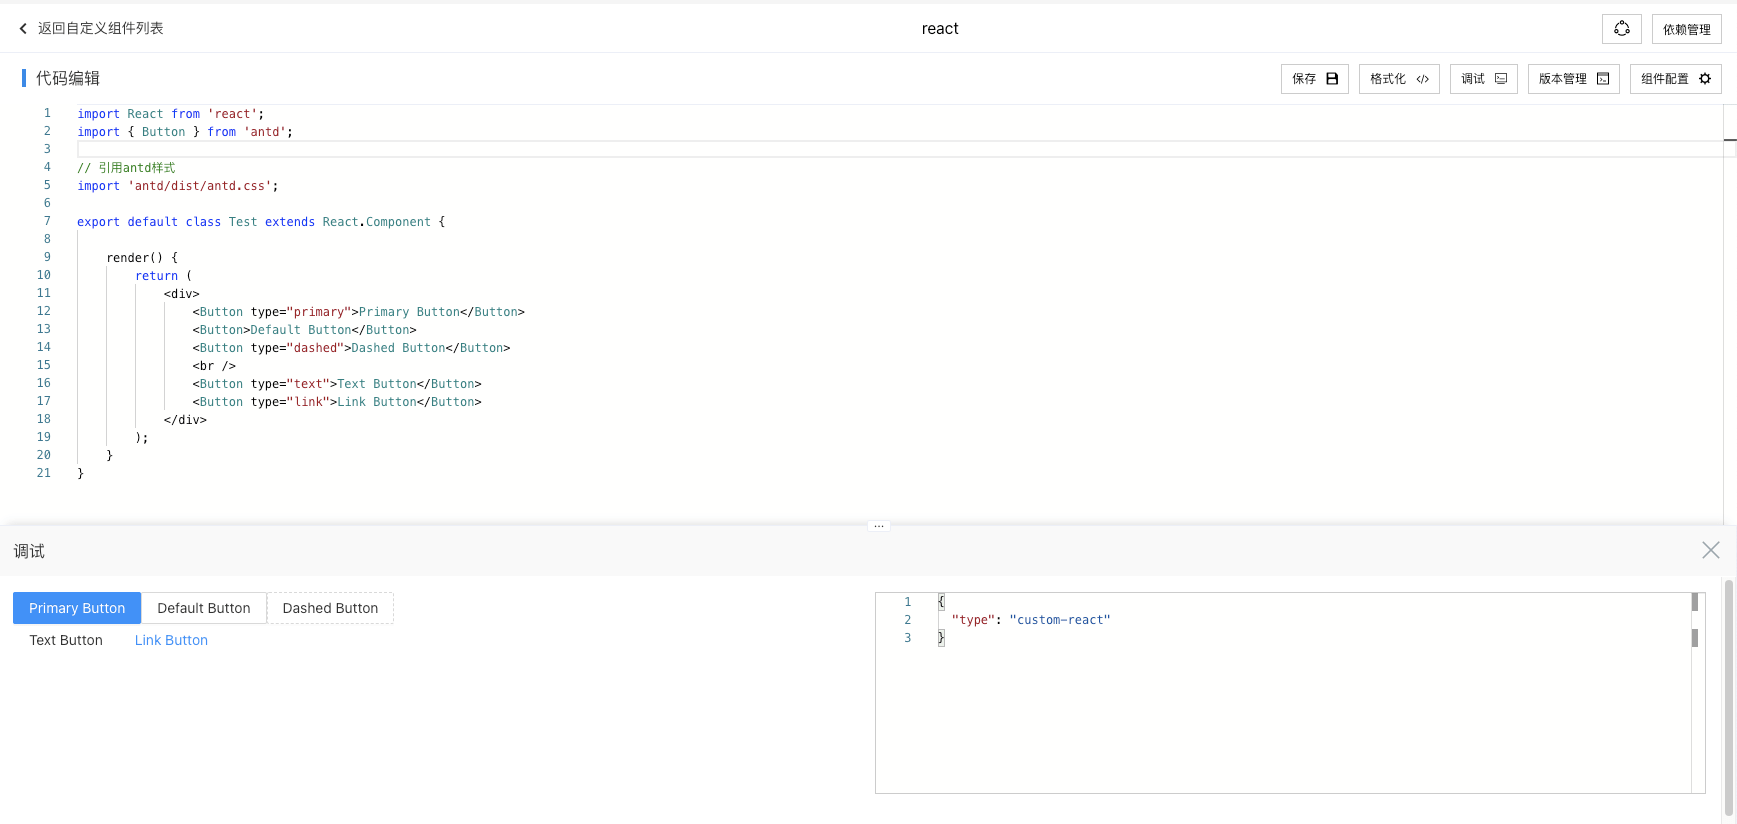 返回自定义组件列表
react
依赖管理
代码编辑
保存
格式化
调试
版本管理
组件配置
1 import React from 'react';
2 import { Button } from 'antd';
3
4 // 引用antd样式
5 import 'antd/dist/antd.css';
6
7 export default class Test extends React.Component {
8
9 render() {
10 return (
11 <div>
12 <Button type="primary">Primary Button</Button>
13 <Button>Default Button</Button>
14 <Button type="dashed">Dashed Button</Button>
15 <br />
16 <Button type="text">Text Button</Button>
17 <Button type="link">Link Button</Button>
18 </div>
19 );
20 }
21 }
...
调试
Primary Button
Default Button
Dashed Button
Text Button
Link Button
1 {
2 "type": "custom-react"
3 }